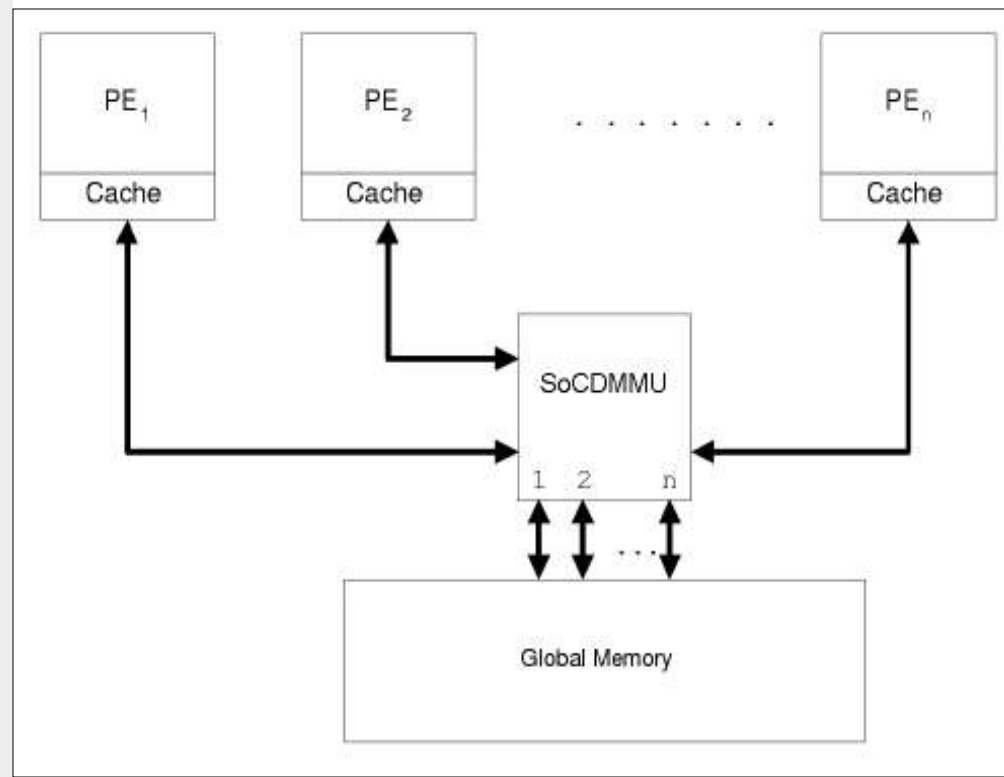 PE1
PE2
. . . . . . .
PEn
Cache
Cache
Cache
SoCDMMU
1 2 n
...
Global Memory